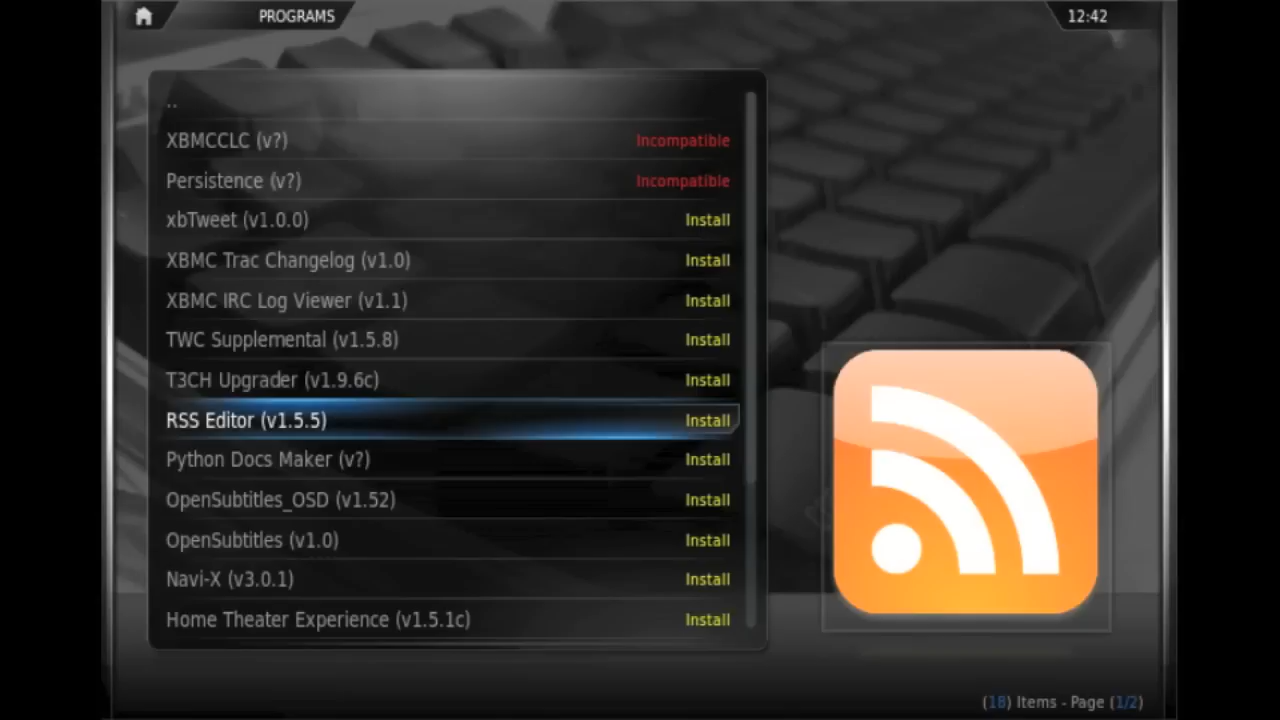 PROGRAMS
12:42
..
XBMCCLC (v?) Incompatible
Persistence (v?) Incompatible
xbTweet (v1.0.0) Install
XBMC Trac Changelog (v1.0) Install
XBMC IRC Log Viewer (v1.1) Install
TWC Supplemental (v1.5.8) Install
T3CH Upgrader (v1.9.6c) Install
RSS Editor (v1.5.5) Install
Python Docs Maker (v?) Install
OpenSubtitles_OSD (v1.52) Install
OpenSubtitles (v1.0) Install
Navi-X (v3.0.1) Install
Home Theater Experience (v1.5.1c) Install
(18) Items - Page (1/2)